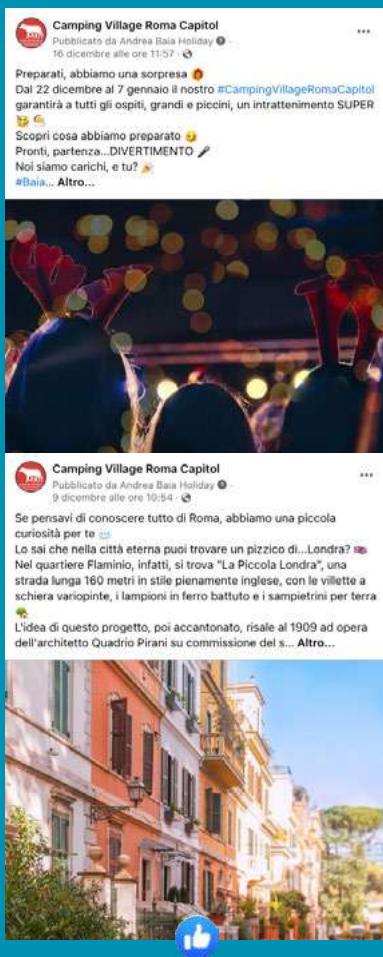 Camping Village Roma Capitol
Pubblicato da Andrea Baia Holiday
16 dicembre alle ore 11:57 ·
Preparati, abbiamo una sorpresa
Dal 22 dicembre al 7 gennaio il nostro #CampingVillageRomaCapitol
garantirà a tutti gli ospiti, grandi e piccini, un intrattenimento SUPER
Scopri cosa abbiamo preparato
Pronti, partenza...DIVERTIMENTO
Noi siamo carichi, e tu?
#Baia... Altro...
Camping Village Roma Capitol
Pubblicato da Andrea Baia Holiday
9 dicembre alle ore 10:54 ·
Se pensavi di conoscere tutto di Roma, abbiamo una piccola
curiosità per te
Lo sai che nella città eterna puoi trovare un pizzico di...Londra?
Nel quartiere Flaminio, infatti, si trova "La Piccola Londra", una
strada lunga 160 metri in stile pienamente inglese, con le villette a
schiera variopinte, i lampioni in ferro battuto e i sampietrini per terra
L'idea di questo progetto, poi accantonato, risale al 1909 ad opera
dell'architetto Quadrio Pirani su commissione del s... Altro...